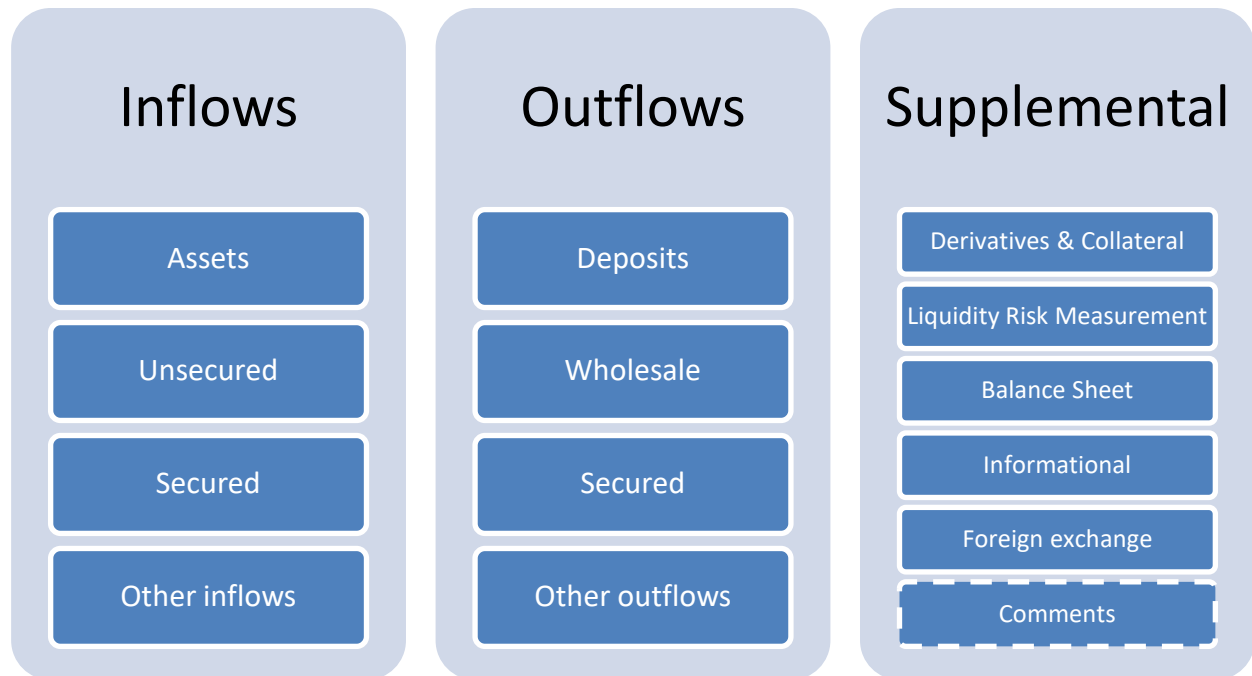 Inflows
Assets
Unsecured
Secured
Other inflows
Outflows
Deposits
Wholesale
Secured
Other outflows
Supplemental
Derivatives & Collateral
Liquidity Risk Measurement
Balance Sheet
Informational
Foreign exchange
Comments